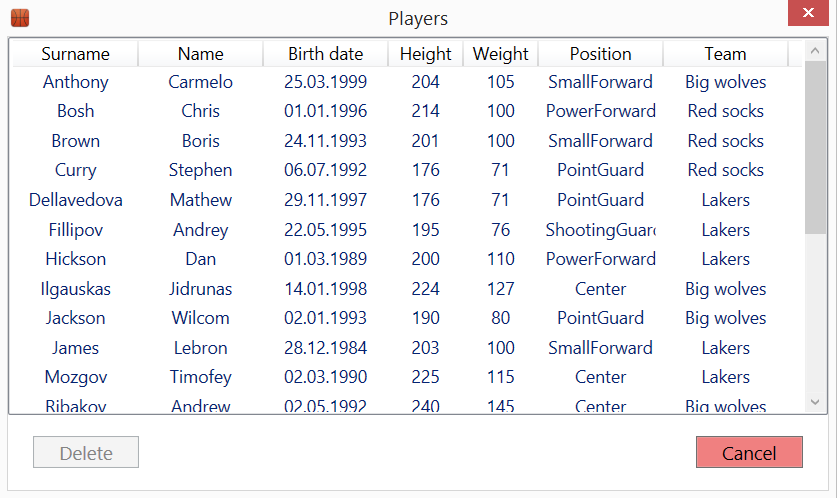 Players
Surname Name Birth date Height Weight Position Team
Anthony Carmelo 25.03.1999 204 105 SmallForward Big wolves
Bosh Chris 01.01.1996 214 100 PowerForward Red socks
Brown Boris 24.11.1993 201 100 SmallForward Red socks
Curry Stephen 06.07.1992 176 71 PointGuard Red socks
Dellavedova Mathew 29.11.1997 176 71 PointGuard Lakers
Fillipov Andrey 22.05.1995 195 76 ShootingGuard Lakers
Hickson Dan 01.03.1989 200 110 PowerForward Lakers
Ilgauskas Jidrunas 14.01.1998 224 127 Center Big wolves
Jackson Wilcom 02.01.1993 190 80 PointGuard Big wolves
James Lebron 28.12.1984 203 100 SmallForward Lakers
Mozgov Timofey 02.03.1990 225 115 Center Lakers
Ribakov Andrew 02.05.1992 240 145 Center Big wolves
Delete Cancel